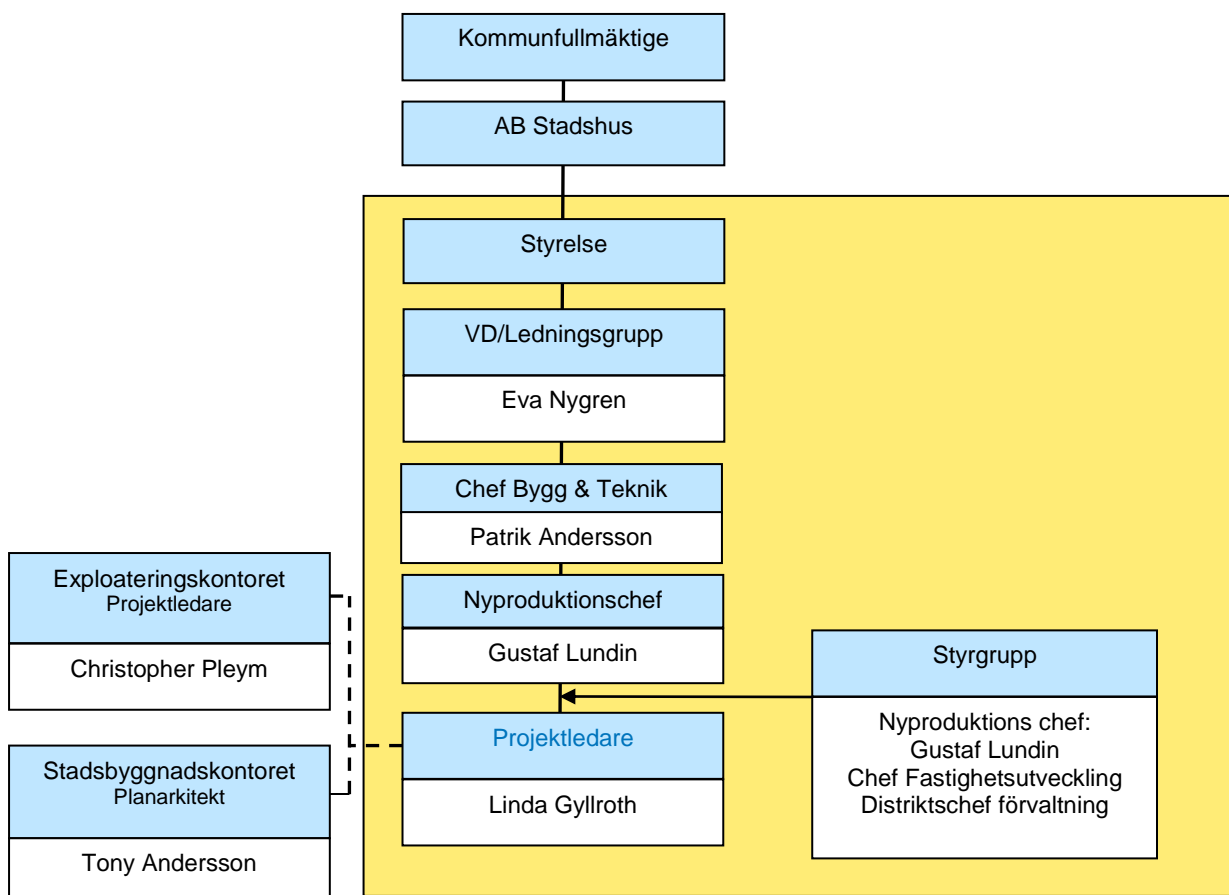 Kommunfullmäktige
AB Stadshus
Styrelse
VD/Ledningsgrupp
Eva Nygren
Chef Bygg & Teknik
Patrik Andersson
Exploateringskontoret
Projektledare
Christopher Pleym
Nyproduktionschef
Gustaf Lundin
Styrgrupp
Nyproduktions chef:
Gustaf Lundin
Chef Fastighetsutveckling
Distriktschef förvaltning
Projektledare
Linda Gyllroth
Stadsbyggnadskontoret
Planarkitekt
Tony Andersson